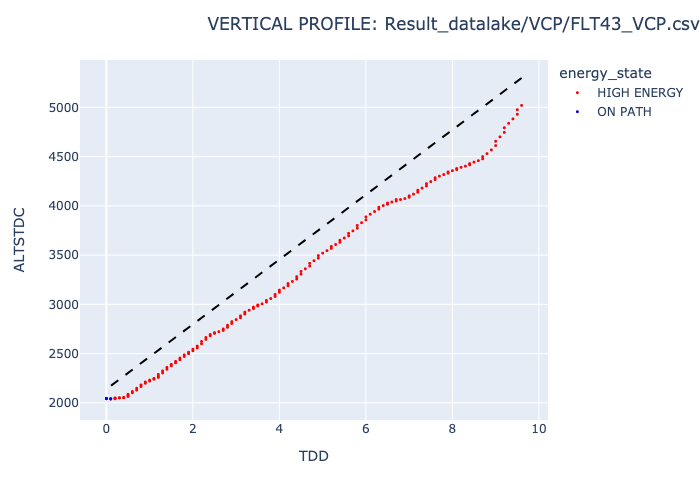 VERTICAL PROFILE: Result_datalake/VCP/FLT43_VCP.csv
energy_state
HIGH ENERGY
ON PATH
ALTSTDC
5000
4500
4000
3500
3000
2500
2000
0 2 4 6 8 10
TDD